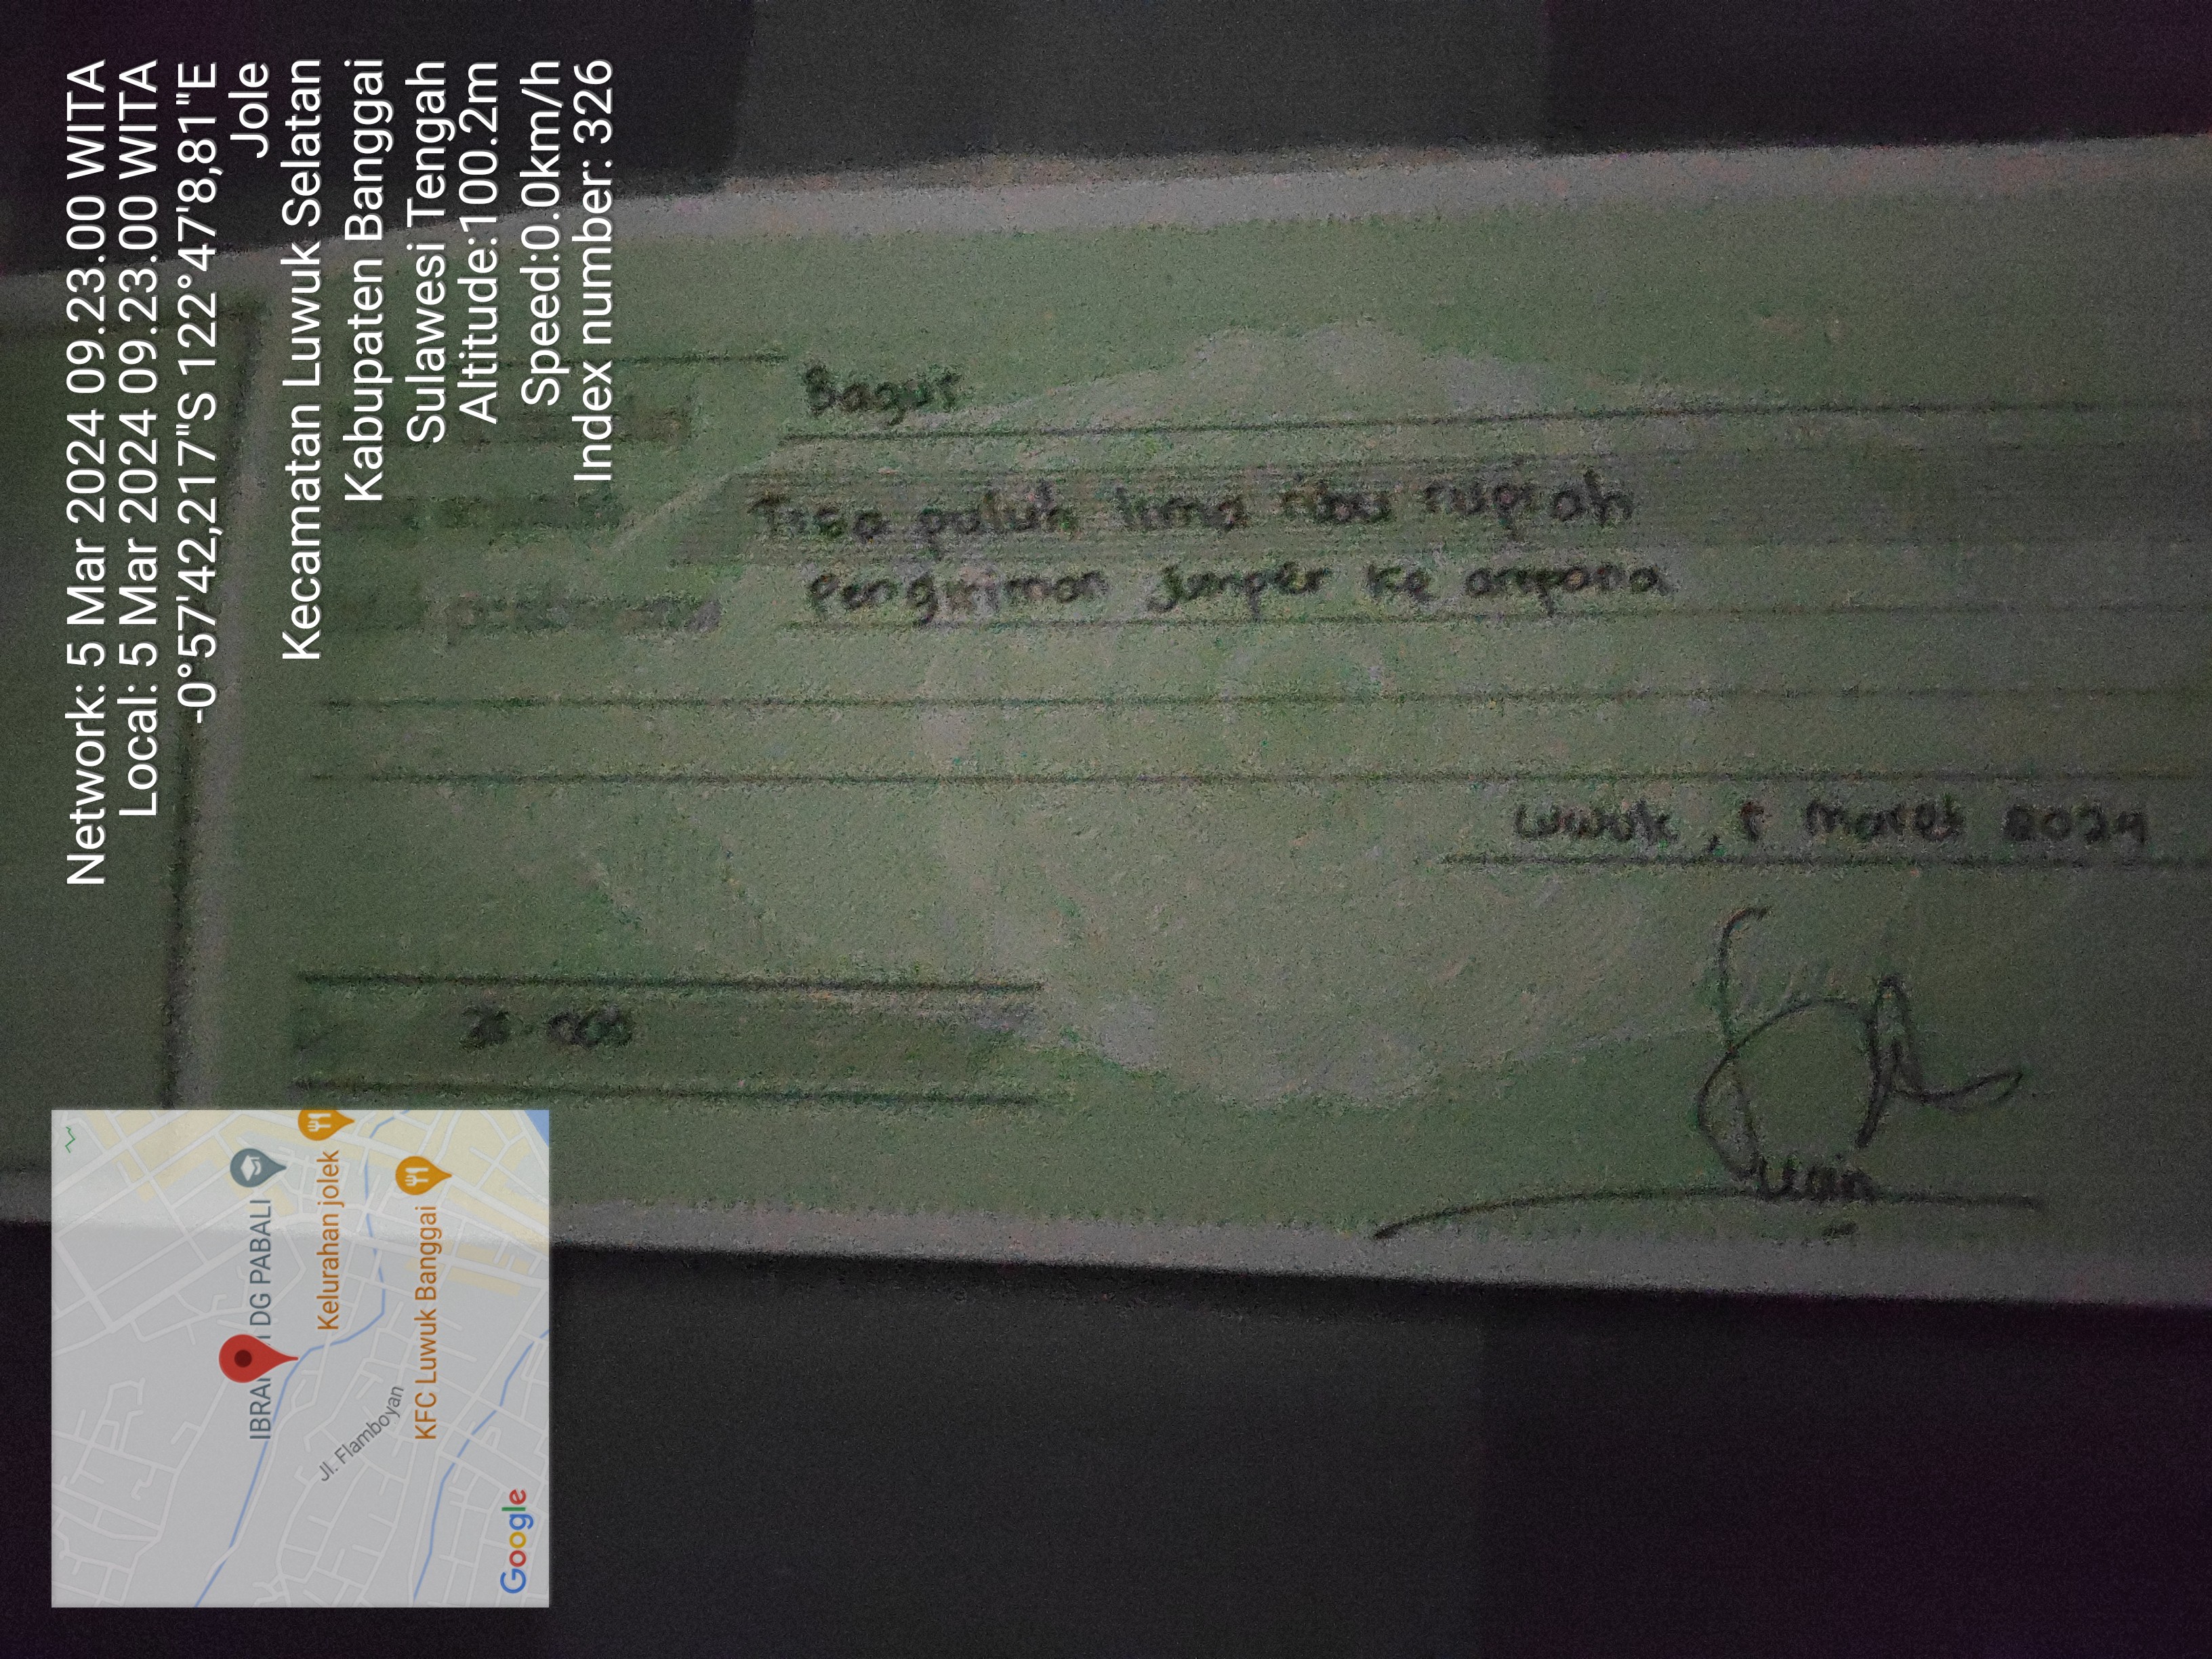 Network: 5 Mar 2024 09.23.00 WITA
Local: 5 Mar 2024 09.23.00 WITA
-0°57'42,217"S 122°47'8,81"E
Jole
Kecamatan Luwuk Selatan
Kabupaten Banggai
Sulawesi Tengah
Altitude:100.2m
Speed:0.0km/h
Index number: 326
Bagus
Tiga puluh lima ribu rupiah
pembayaran
Pengiriman jumper ke ampana
Luwuk, 5 Maret 2024
35.000
IBRA DG PABALI
Kelurahan jolek
KFC Luwuk Banggai
Jl. Flamboyan
Google